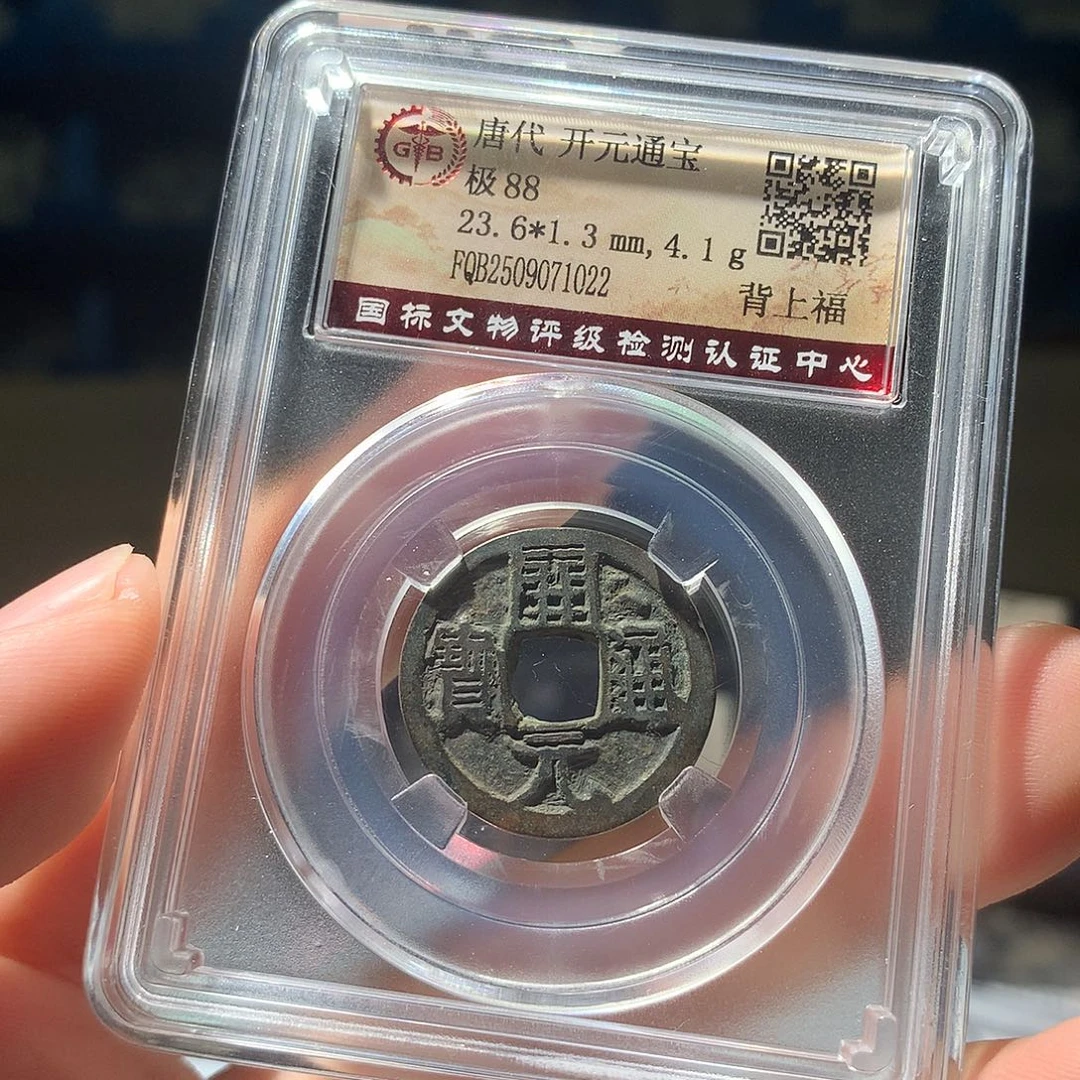 GB
唐代 开元通宝
极 88
23.6*1.3 mm, 4.1 g
FQB2509071022
背上福
国标文物评级检测认证中心
開
寶 通
元